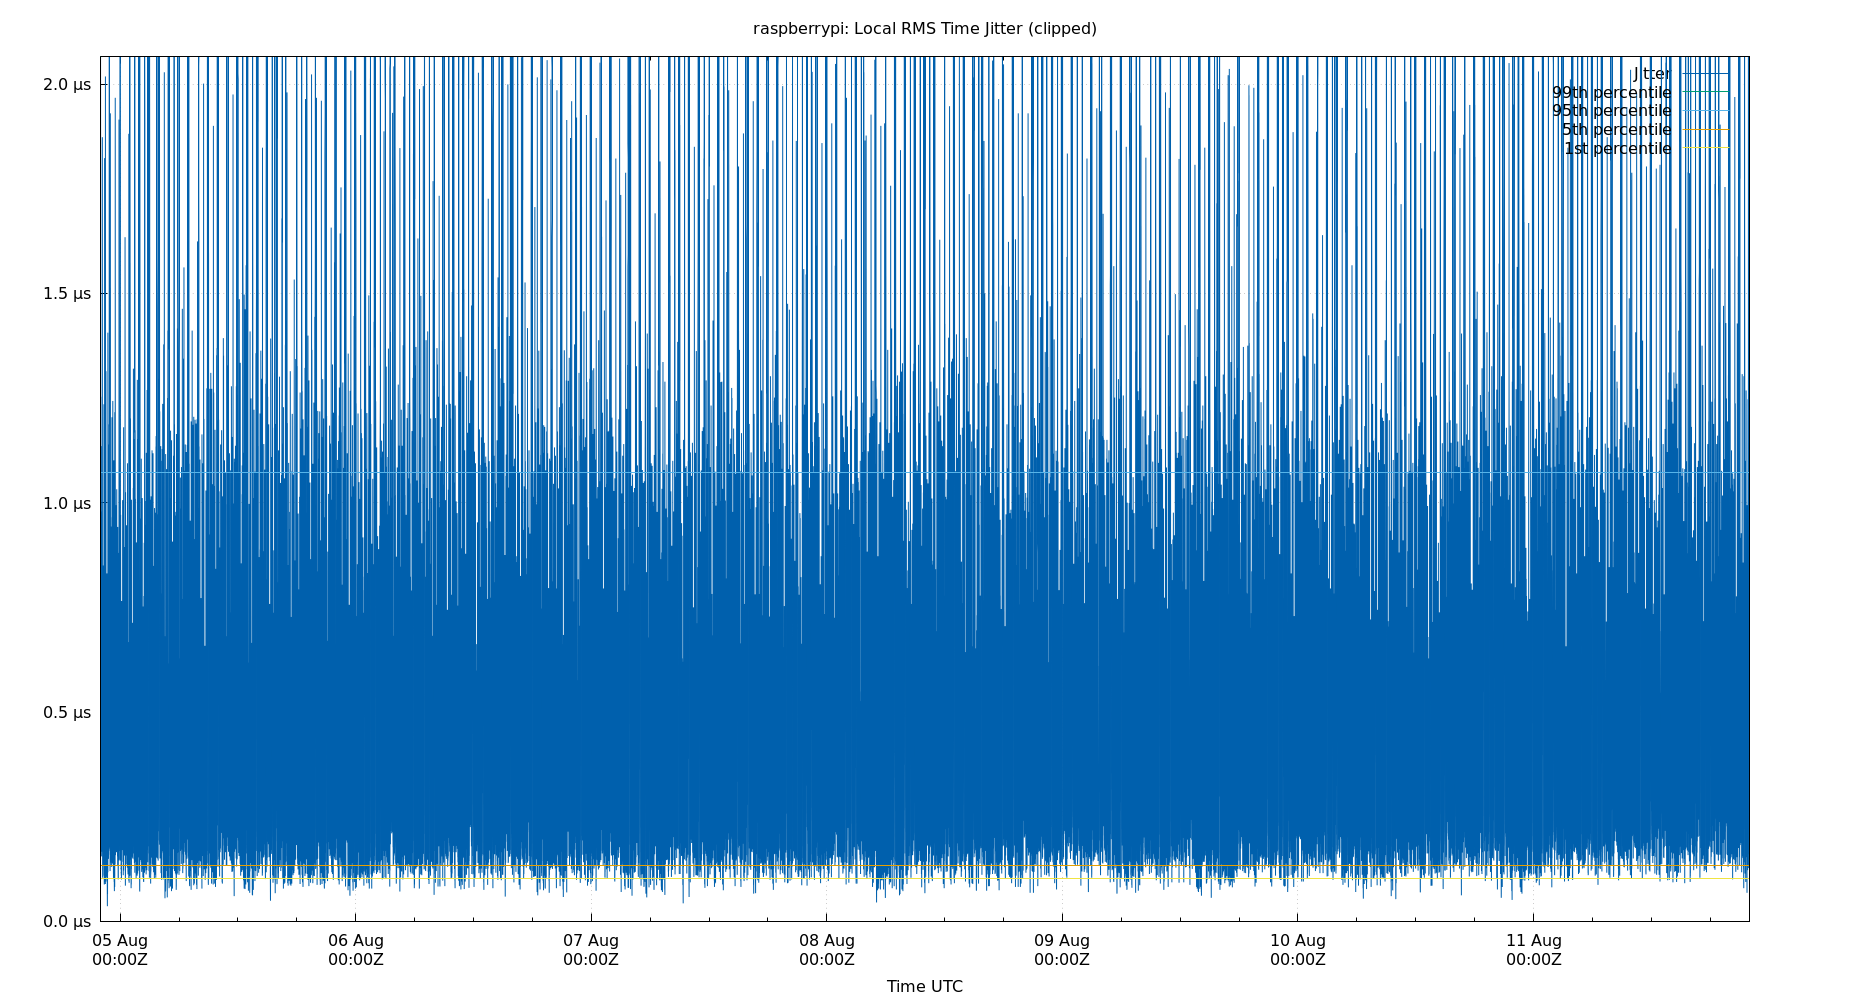 raspberrypi: Local RMS Time Jitter (clipped)
2.0 μs
1.5 μs
1.0 μs
0.5 μs
0.0 μs
Jitter
99th percentile
95th percentile
5th percentile
1st percentile
05 Aug 06 Aug 07 Aug 08 Aug 09 Aug 10 Aug 11 Aug
00:00Z 00:00Z 00:00Z 00:00Z 00:00Z 00:00Z 00:00Z
Time UTC